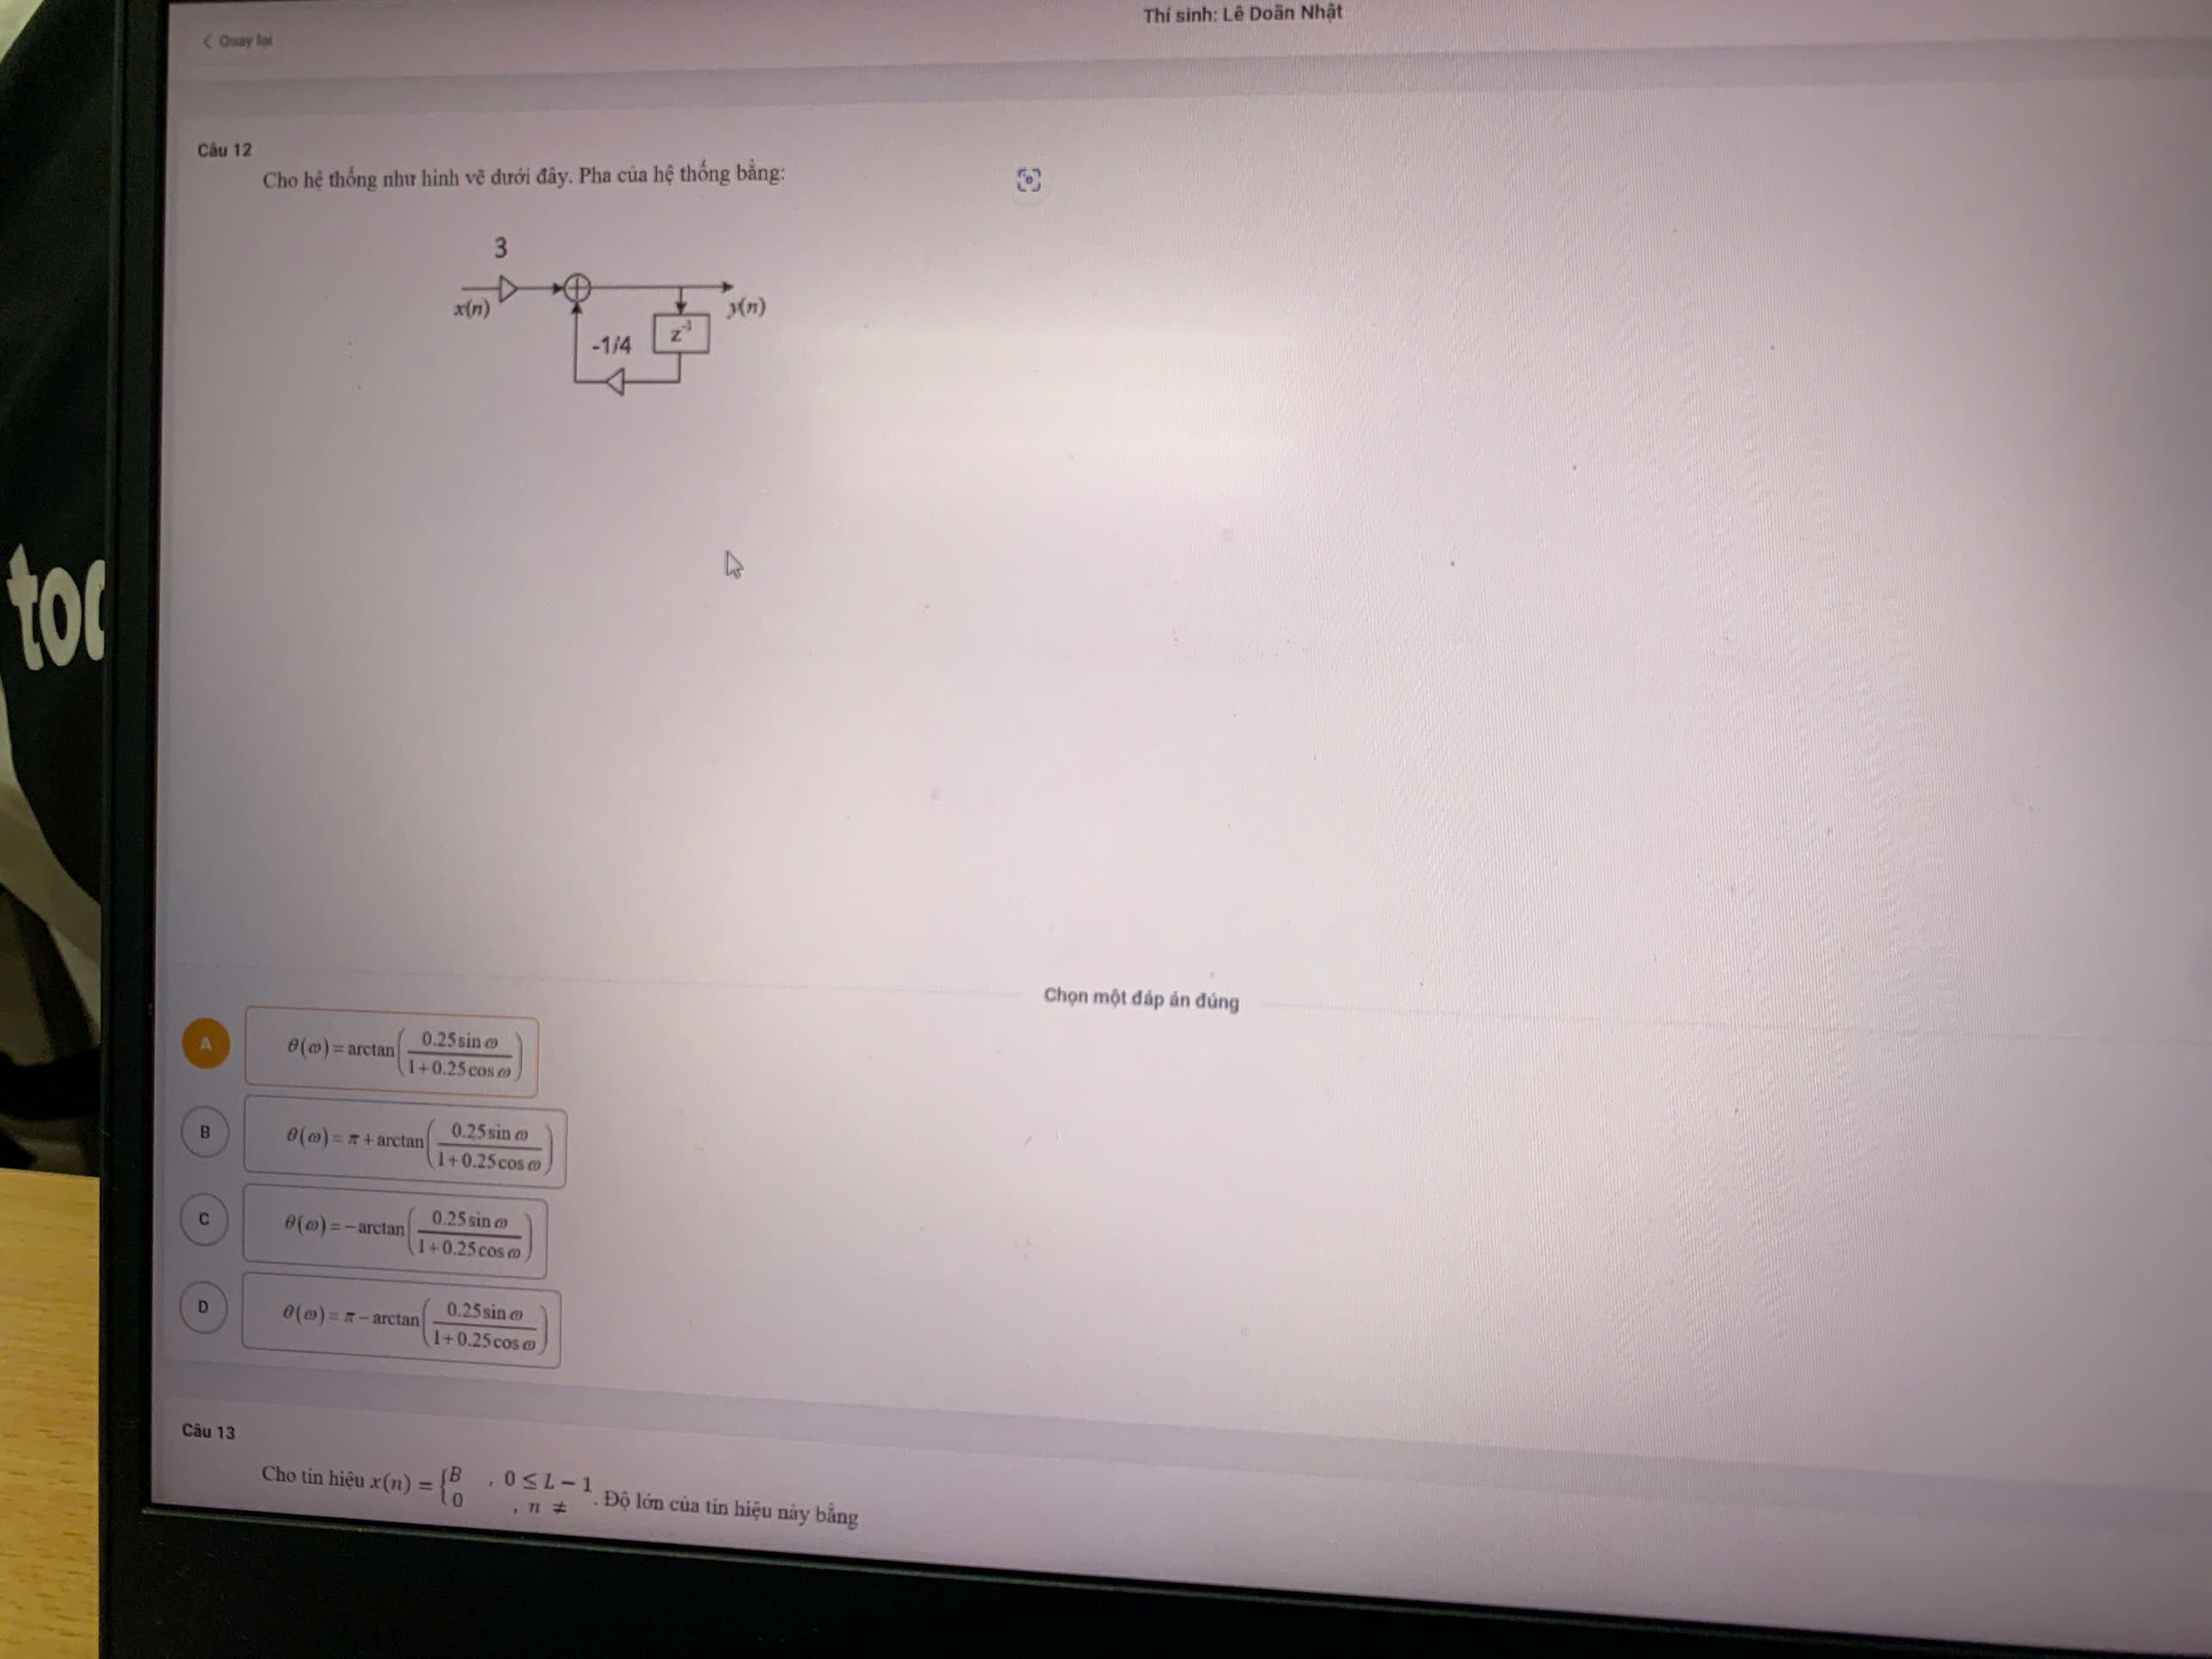 Thí sinh: Lê Doãn Nhật
Quay lại
Câu 12
Cho hệ thống như hình vẽ dưới đây. Pha của hệ thống bằng:
3
x(n)
y(n)
z⁻¹
-1/4
Chọn một đáp án đúng
A
θ(ω) = arctan(0.25 sin ω / 1+0.25 cos ω)
B
θ(ω) = π + arctan(0.25 sin ω / 1+0.25 cos ω)
C
θ(ω) = − arctan(0.25 sin ω / 1+0.25 cos ω)
D
θ(ω) = π − arctan(0.25 sin ω / 1+0.25 cos ω)
Câu 13
Cho tín hiệu x(n) = {B , 0 ≤ L − 1
0 , n ≠ . Độ lớn của tín hiệu này bằng
too